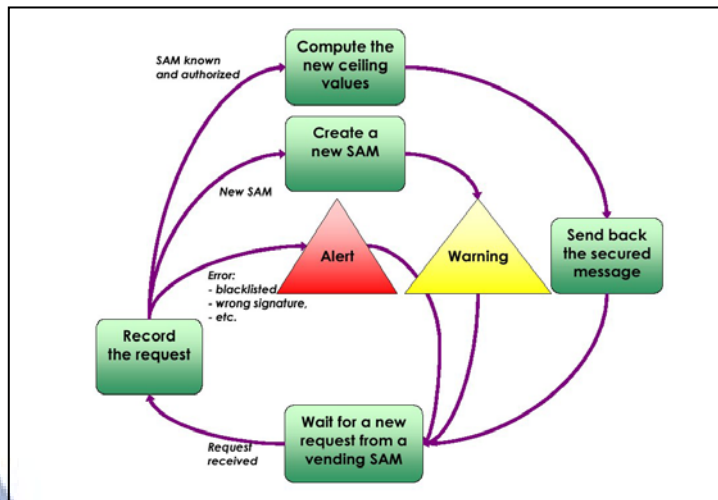 SAM known
and authorized
Compute the
new ceiling
values
Create a
new SAM
New SAM
Alert
Warning
Send back
the secured
message
Error:
- blacklisted,
- wrong signature,
- etc.
Record
the request
Wait for a new
request from a
vending SAM
Request
received